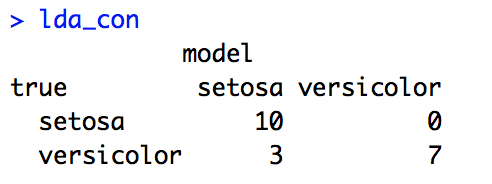 > lda_con
model
true setosa versicolor
setosa 10 0
versicolor 3 7